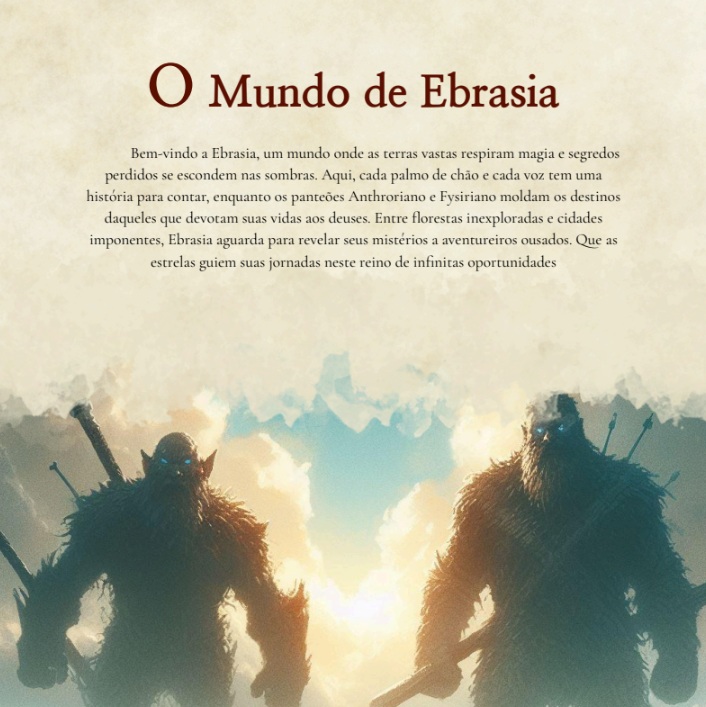 O Mundo de Ebrasia
Bem-vindo a Ebrasia, um mundo onde as terras vastas respiram magia e segredos
perdidos se escondem nas sombras. Aqui, cada palmo de chão e cada voz tem uma
história para contar, enquanto os panteões Anthroriano e Fysiriano moldam os destinos
daqueles que devotam suas vidas aos deuses. Entre florestas inexploradas e cidades
imponentes, Ebrasia aguarda para revelar seus mistérios a aventureiros ousados. Que as
estrelas guiem suas jornadas neste reino de infinitas oportunidades